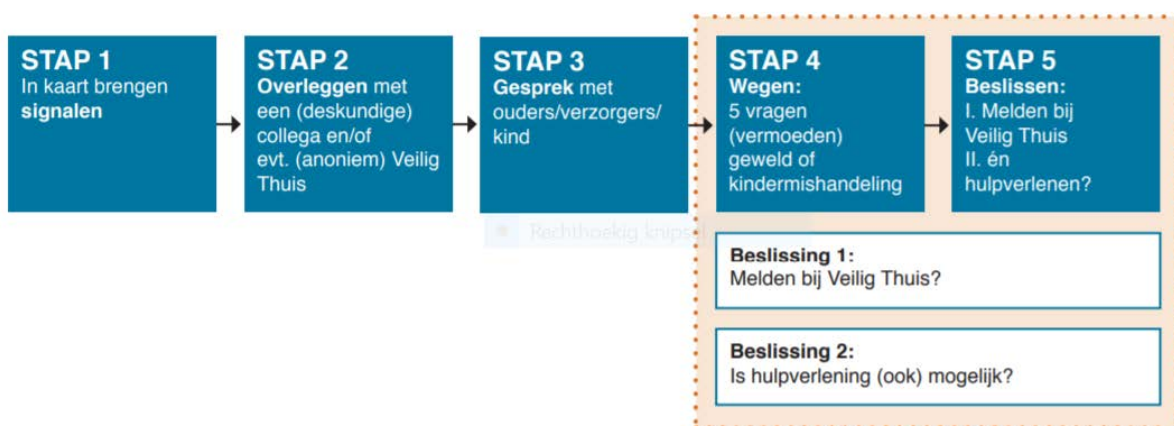 STAP 1
In kaart brengen
signalen
STAP 2
Overleggen met
een (deskundige)
collega en/of
evt. (anoniem) Veilig
Thuis
STAP 3
Gesprek met
ouders/verzorgers/
kind
STAP 4
Wegen:
5 vragen
(vermoeden)
geweld of
kindermishandeling
STAP 5
Beslissen:
I. Melden bij
Veilig Thuis
II. én
hulpverlenen?
Rechthoekig knipsel
Beslissing 1:
Melden bij Veilig Thuis?
Beslissing 2:
Is hulpverlening (ook) mogelijk?